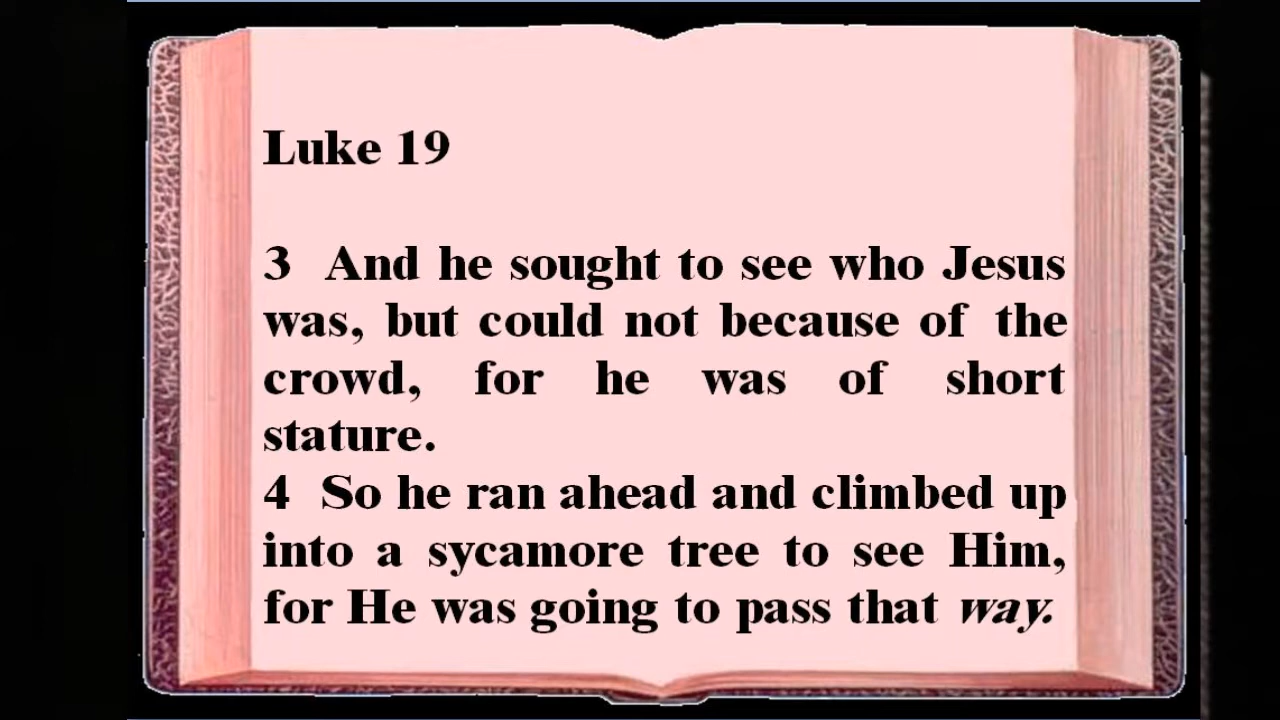 Luke 19
3 And he sought to see who Jesus
was, but could not because of the
crowd, for he was of short
stature.
4 So he ran ahead and climbed up
into a sycamore tree to see Him,
for He was going to pass that way.